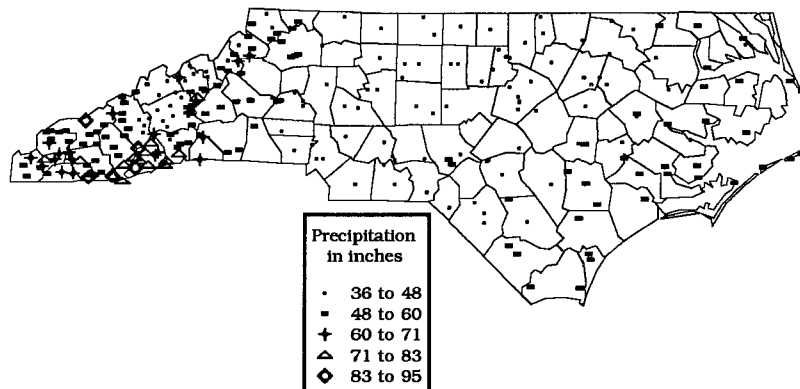 Precipitation
in inches
36 to 48
48 to 60
60 to 71
71 to 83
83 to 95